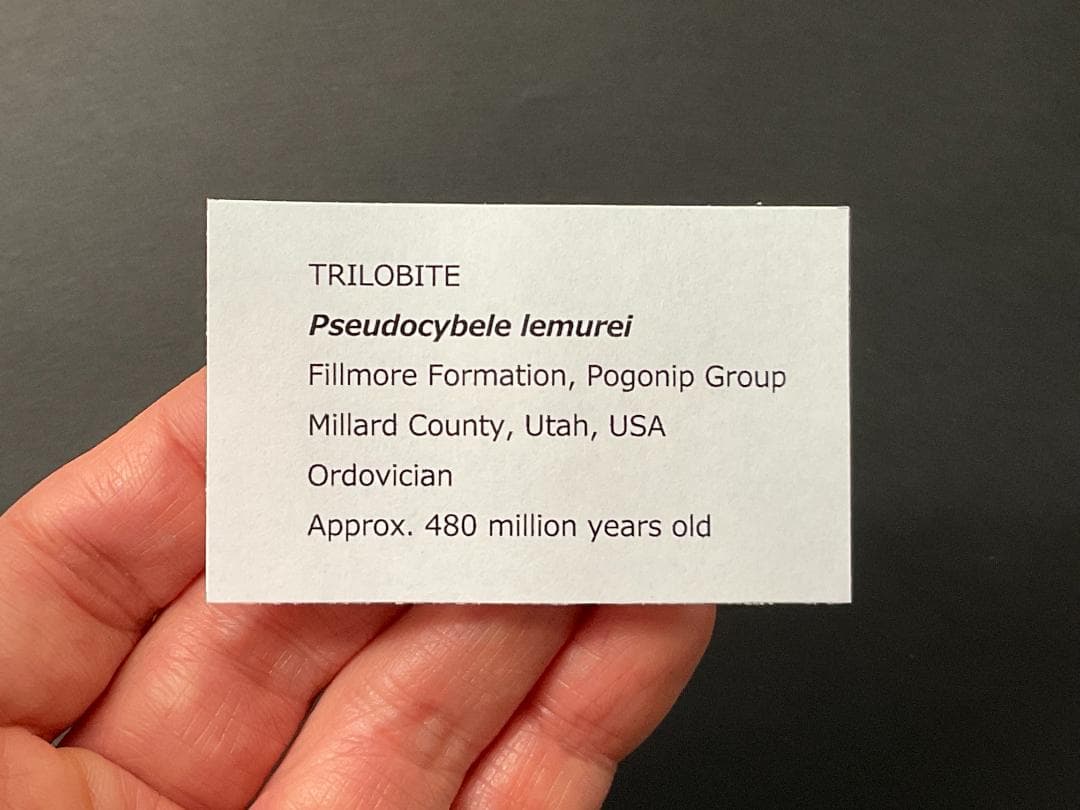 TRILOBITE
Pseudocybele lemurei
Fillmore Formation, Pogonip Group
Millard County, Utah, USA
Ordovician
Approx. 480 million years old